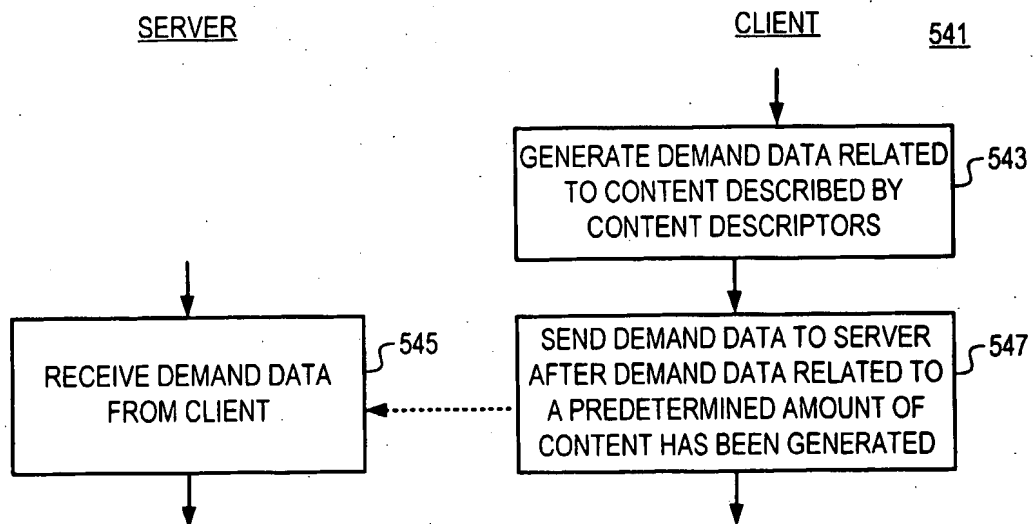 SERVER
CLIENT
541
GENERATE DEMAND DATA RELATED
TO CONTENT DESCRIBED BY
CONTENT DESCRIPTORS
543
RECEIVE DEMAND DATA
FROM CLIENT
545
SEND DEMAND DATA TO SERVER
AFTER DEMAND DATA RELATED TO
A PREDETERMINED AMOUNT OF
CONTENT HAS BEEN GENERATED
547